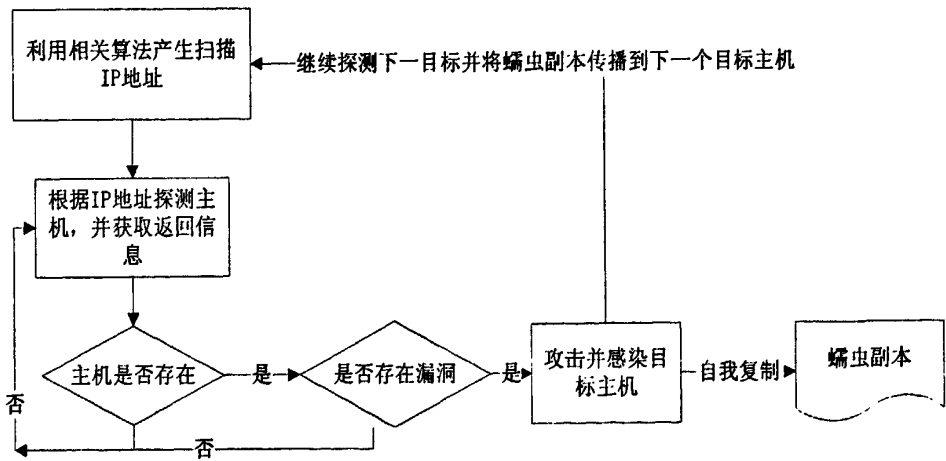 利用相关算法产生扫描
IP地址
继续探测下一目标并将蠕虫副本传播到下一个目标主机
根据IP地址探测主
机，并获取返回信
息
主机是否存在
是
是否存在漏洞
是
攻击并感染目
标主机
自我复制
蠕虫副本
否
否